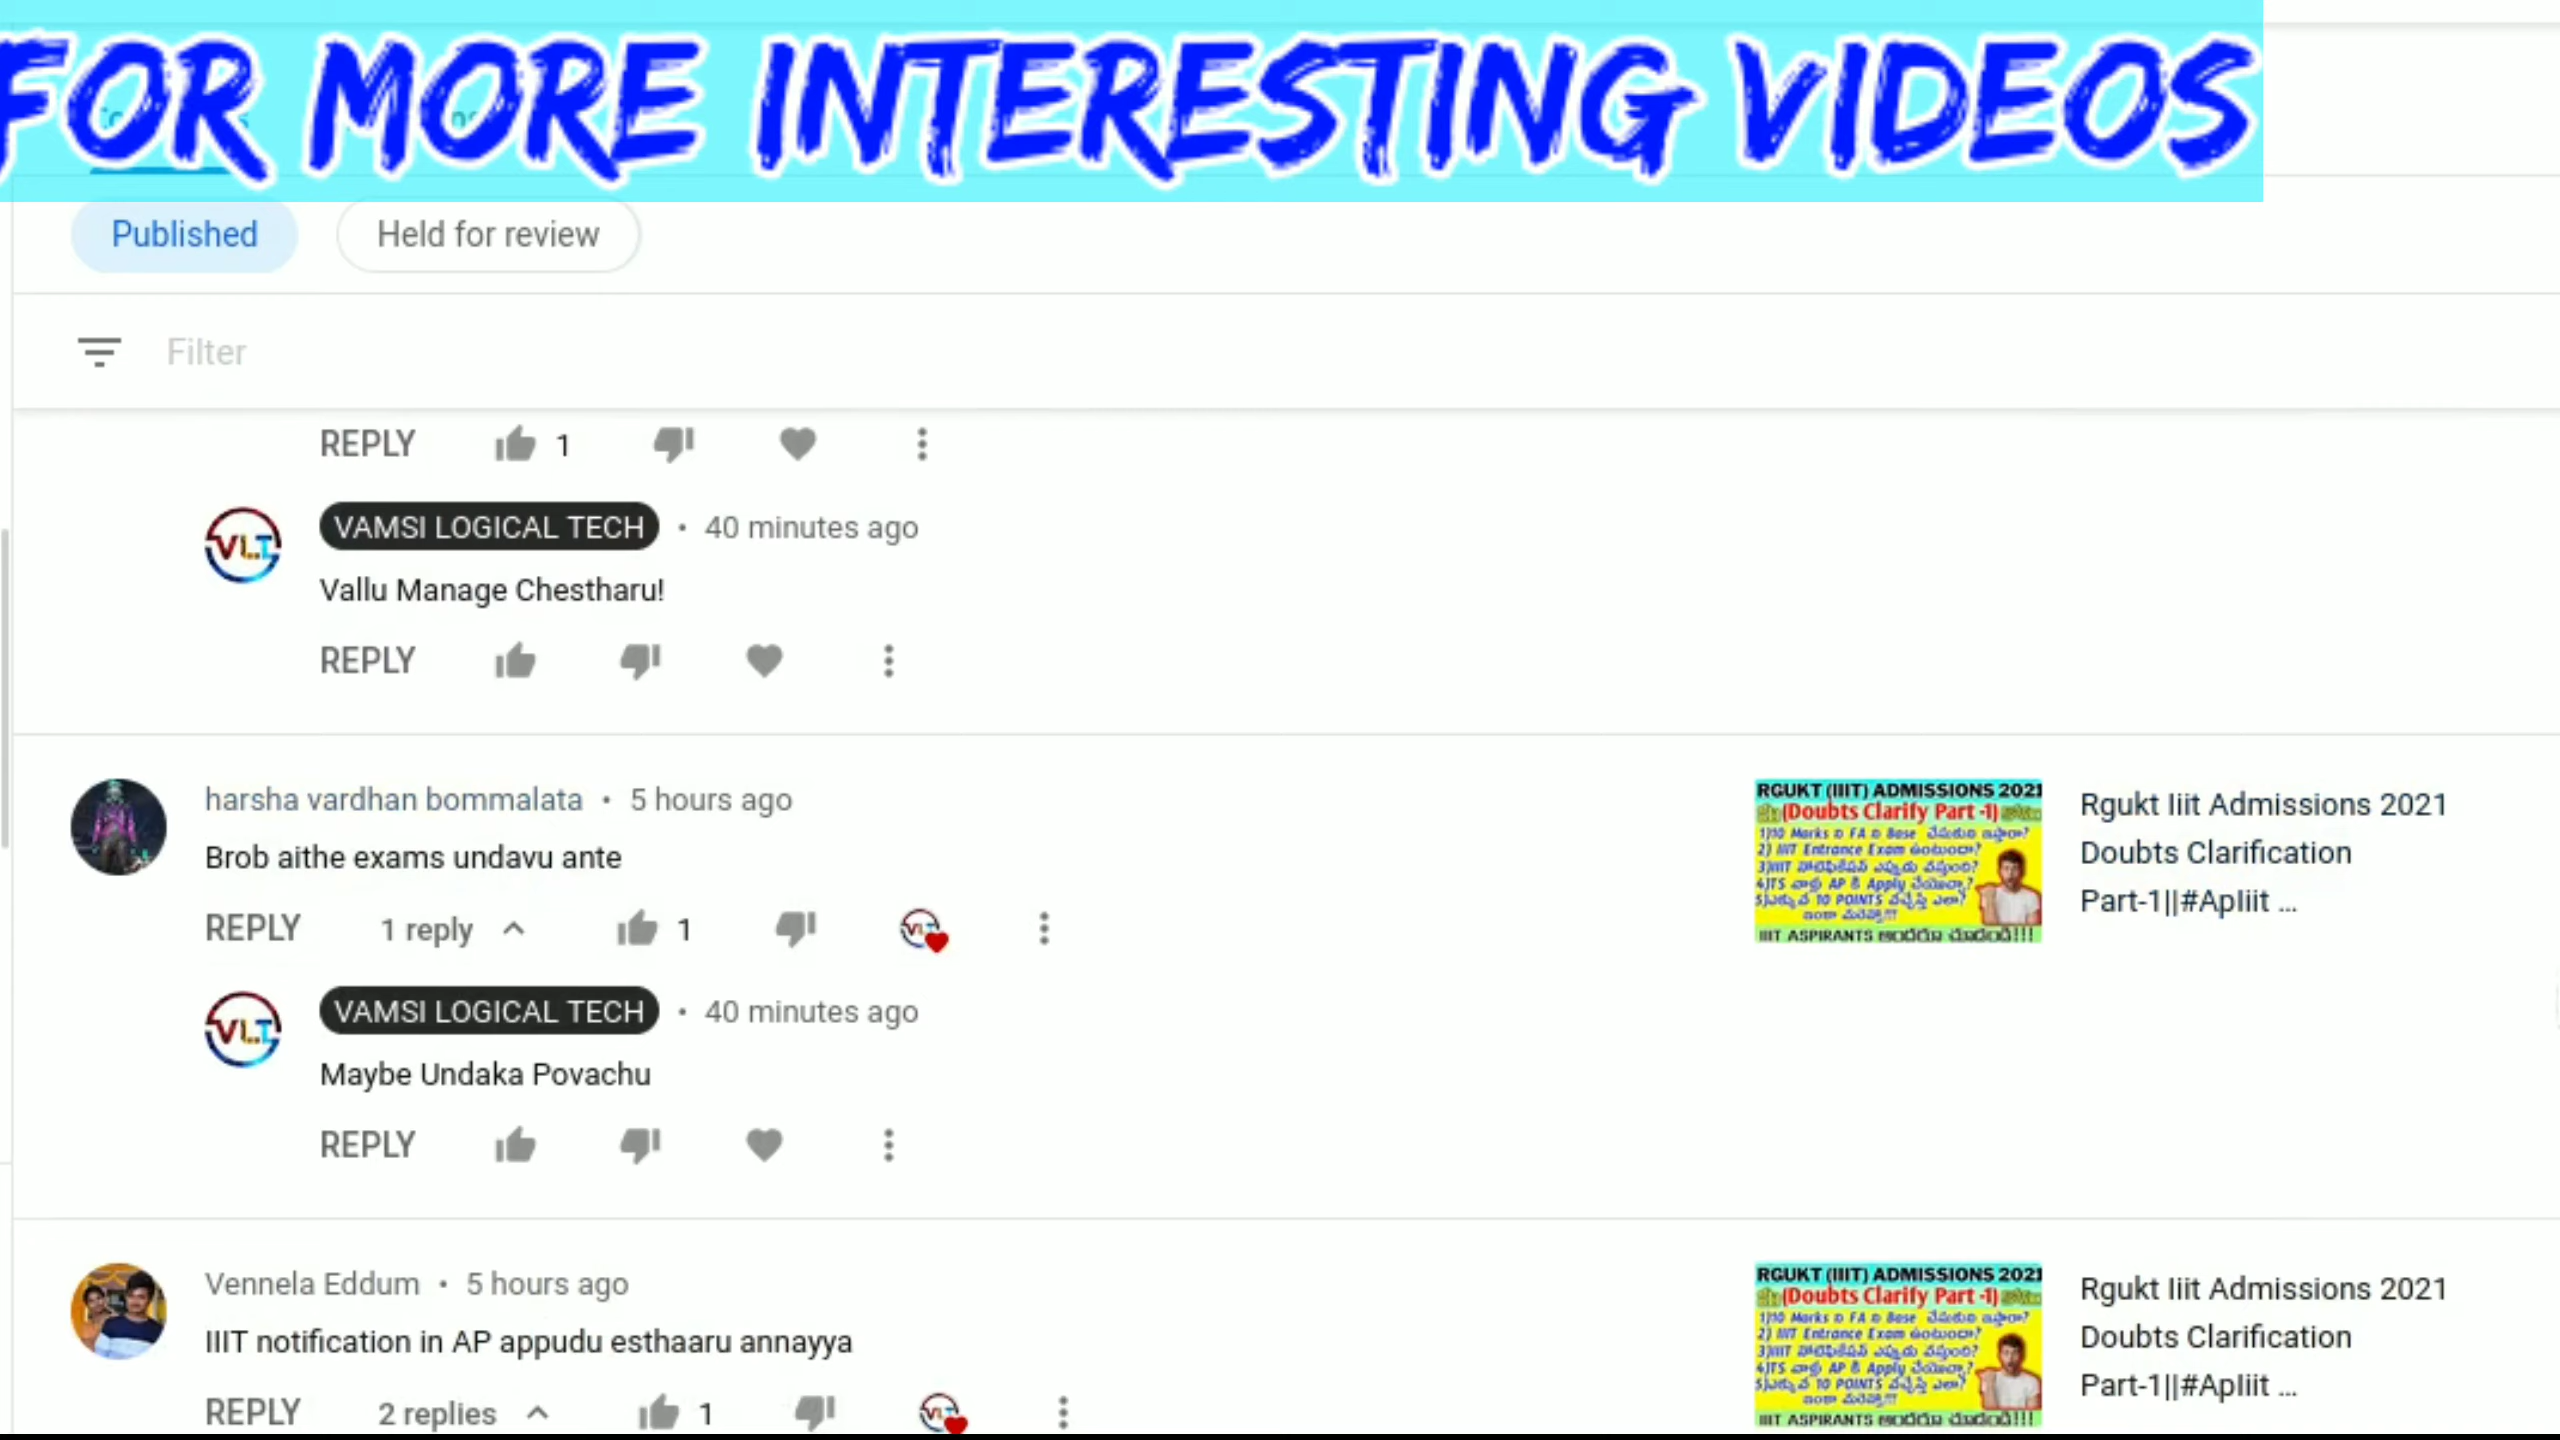 FOR MORE INTERESTING VIDEOS
Published
Held for review
Filter
REPLY 1
VLT
VAMSI LOGICAL TECH • 40 minutes ago
Vallu Manage Chestharu!
REPLY
harsha vardhan bommalata • 5 hours ago
Brob aithe exams undavu ante
REPLY 1 reply 1
RGUKT (IIIT) ADMISSIONS 2021
(Doubts Clarify Part -1)
IIIT ASPIRANTS అందరూ చూడండి!!!
Rgukt Iiit Admissions 2021
Doubts Clarification
Part-1||#ApIiit ...
VLT
VAMSI LOGICAL TECH • 40 minutes ago
Maybe Undaka Povachu
REPLY
Vennela Eddum • 5 hours ago
IIIT notification in AP appudu esthaaru annayya
REPLY 2 replies 1
RGUKT (IIIT) ADMISSIONS 2021
(Doubts Clarify Part -1)
IIIT ASPIRANTS అందరూ చూడండి!!!
Rgukt Iiit Admissions 2021
Doubts Clarification
Part-1||#ApIiit ...